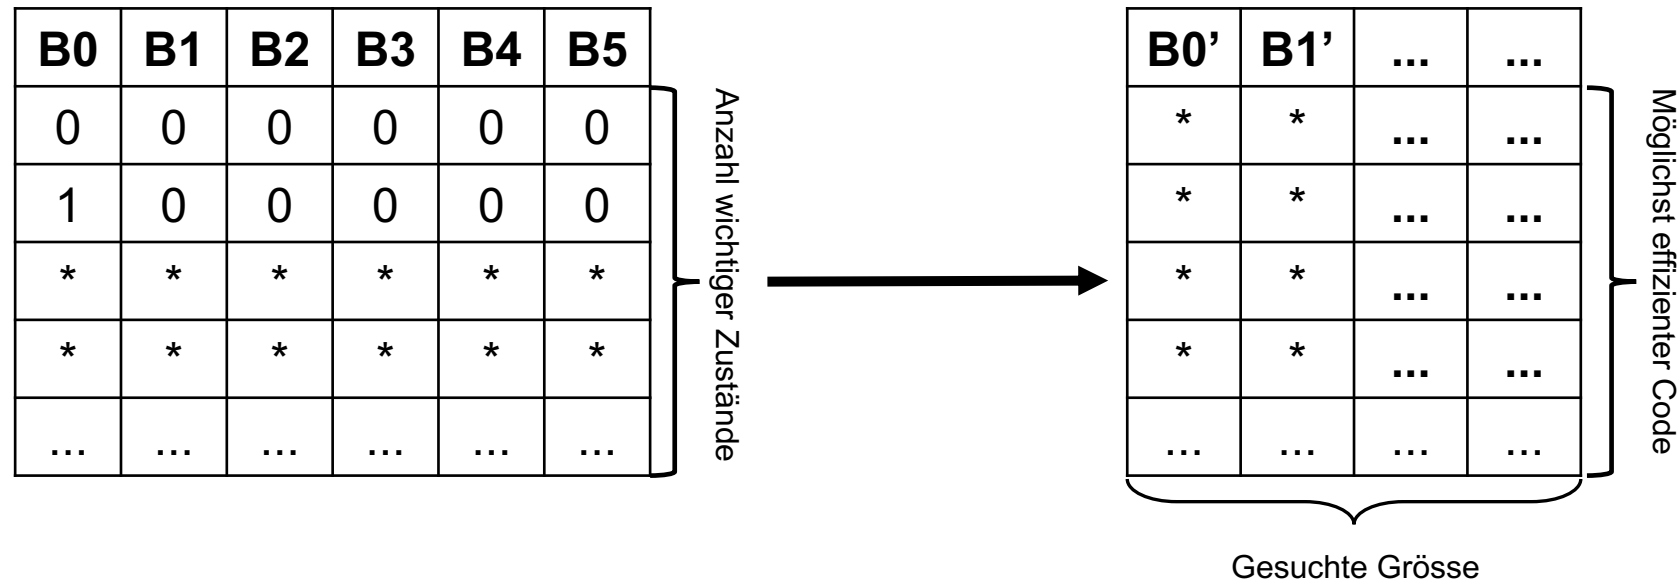 B0 B1 B2 B3 B4 B5
0 0 0 0 0 0
1 0 0 0 0 0
* * * * * *
* * * * * *
... ... ... ... ... ...
Anzahl wichtiger Zustände
B0’ B1’ ... ...
* * ... ...
* * ... ...
* * ... ...
* * ... ...
... ... ... ...
Möglichst effizienter Code
Gesuchte Grösse